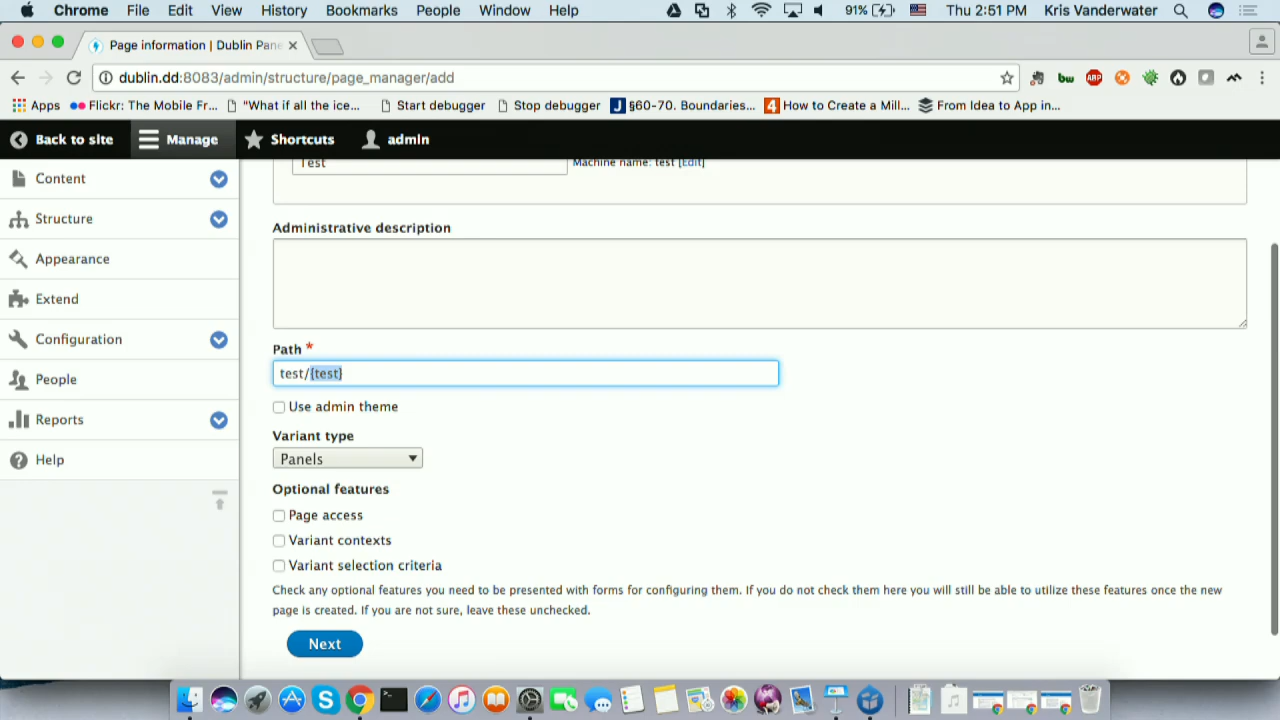 Chrome File Edit View History Bookmarks People Window Help 91% Thu 2:51 PM Kris Vanderwater
Page information | Dublin Pane
dublin.dd:8083/admin/structure/page_manager/add
bw ABP
Apps Flickr: The Mobile Fr... "What if all the ice... Start debugger Stop debugger J §60-70. Boundaries... 4 How to Create a Mill... From Idea to App in...
Back to site Manage Shortcuts admin
Test Machine name: test [Edit]
Content
Structure
Appearance
Extend
Configuration
People
Reports
Help
Administrative description
Path *
test/{test}
Use admin theme
Variant type
Panels
Optional features
Page access
Variant contexts
Variant selection criteria
Check any optional features you need to be presented with forms for configuring them. If you do not check them here you will still be able to utilize these features once the new
page is created. If you are not sure, leave these unchecked.
Next